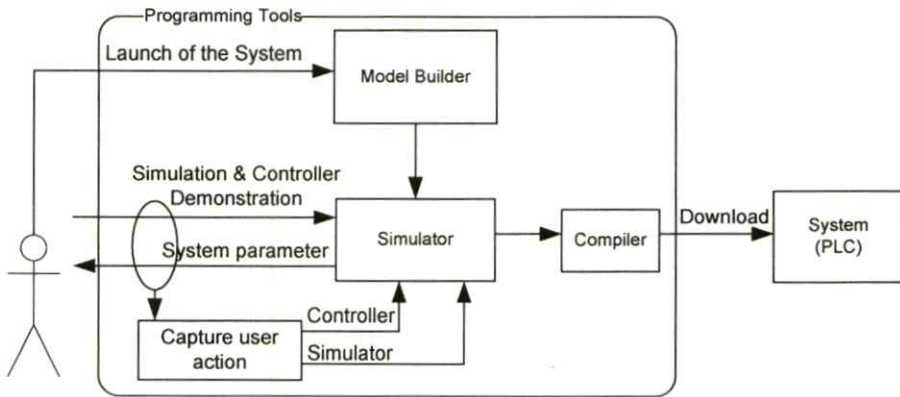 Programming Tools
Launch of the System
Model Builder
Simulation & Controller
Demonstration
System parameter
Simulator
Compiler
Download
System
(PLC)
Controller
Capture user
action
Simulator